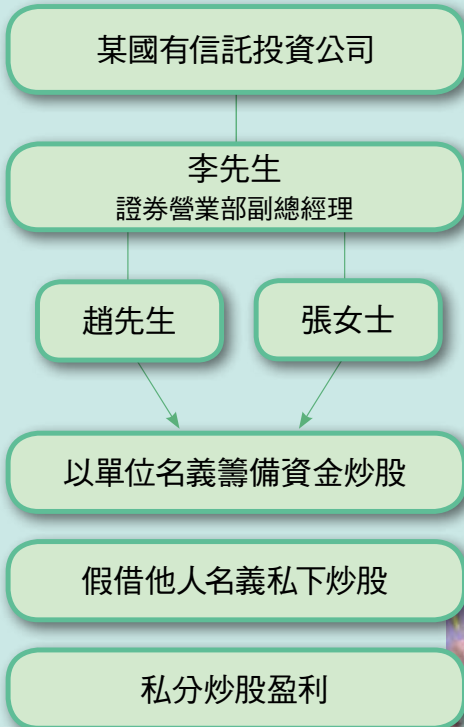 某國有信託投資公司
李先生
證券營業部副總經理
趙先生
張女士
以單位名義籌備資金炒股
假借他人名義私下炒股
私分炒股盈利